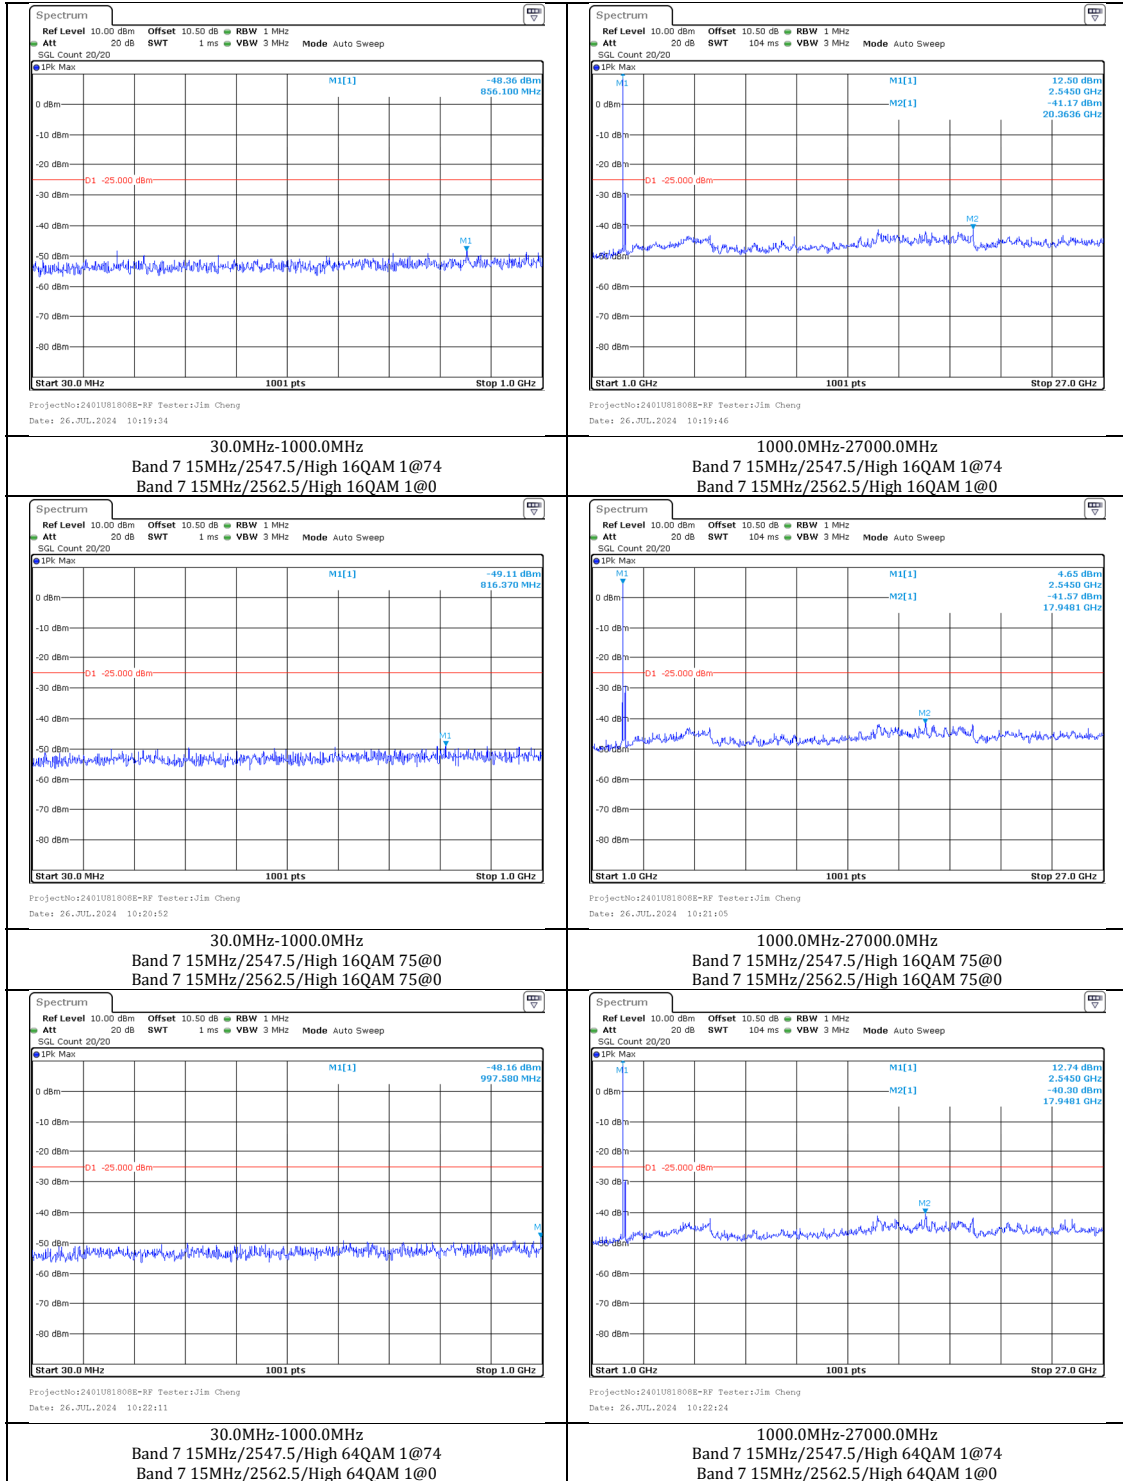 Spectrum
Ref Level 10.00 dBm Offset 10.50 dB RBW 1 MHz
Att 20 dB SWT 1 ms VBW 3 MHz Mode Auto Sweep
SGL Count 20/20
1Pk Max
M1[1] -48.36 dBm
856.100 MHz
0 dBm
-10 dBm
-20 dBm
D1 -25.000 dBm
-30 dBm
-40 dBm
M1
-50 dBm
-60 dBm
-70 dBm
-80 dBm
Start 30.0 MHz 1001 pts Stop 1.0 GHz
ProjectNo:2401U81808E-RF Tester:Jim Cheng
Date: 26.JUL.2024 10:19:34
30.0MHz-1000.0MHz
Band 7 15MHz/2547.5/High 16QAM 1@74
Band 7 15MHz/2562.5/High 16QAM 1@0
Spectrum
Ref Level 10.00 dBm Offset 10.50 dB RBW 1 MHz
Att 20 dB SWT 104 ms VBW 3 MHz Mode Auto Sweep
SGL Count 20/20
1Pk Max
M1
M1[1] 12.50 dBm
2.5450 GHz
0 dBm
M2[1] -41.17 dBm
20.3636 GHz
-10 dBm
-20 dBm
D1 -25.000 dBm
-30 dBm
-40 dBm
M2
-50 dBm
-60 dBm
-70 dBm
-80 dBm
Start 1.0 GHz 1001 pts Stop 27.0 GHz
ProjectNo:2401U81808E-RF Tester:Jim Cheng
Date: 26.JUL.2024 10:19:46
1000.0MHz-27000.0MHz
Band 7 15MHz/2547.5/High 16QAM 1@74
Band 7 15MHz/2562.5/High 16QAM 1@0
Spectrum
Ref Level 10.00 dBm Offset 10.50 dB RBW 1 MHz
Att 20 dB SWT 1 ms VBW 3 MHz Mode Auto Sweep
SGL Count 20/20
1Pk Max
M1[1] -49.11 dBm
816.370 MHz
0 dBm
-10 dBm
-20 dBm
D1 -25.000 dBm
-30 dBm
-40 dBm
M1
-50 dBm
-60 dBm
-70 dBm
-80 dBm
Start 30.0 MHz 1001 pts Stop 1.0 GHz
ProjectNo:2401U81808E-RF Tester:Jim Cheng
Date: 26.JUL.2024 10:20:52
30.0MHz-1000.0MHz
Band 7 15MHz/2547.5/High 16QAM 75@0
Band 7 15MHz/2562.5/High 16QAM 75@0
Spectrum
Ref Level 10.00 dBm Offset 10.50 dB RBW 1 MHz
Att 20 dB SWT 104 ms VBW 3 MHz Mode Auto Sweep
SGL Count 20/20
1Pk Max
M1
M1[1] 4.65 dBm
2.5450 GHz
0 dBm
M2[1] -41.57 dBm
17.9481 GHz
-10 dBm
-20 dBm
D1 -25.000 dBm
-30 dBm
-40 dBm
M2
-50 dBm
-60 dBm
-70 dBm
-80 dBm
Start 1.0 GHz 1001 pts Stop 27.0 GHz
ProjectNo:2401U81808E-RF Tester:Jim Cheng
Date: 26.JUL.2024 10:21:05
1000.0MHz-27000.0MHz
Band 7 15MHz/2547.5/High 16QAM 75@0
Band 7 15MHz/2562.5/High 16QAM 75@0
Spectrum
Ref Level 10.00 dBm Offset 10.50 dB RBW 1 MHz
Att 20 dB SWT 1 ms VBW 3 MHz Mode Auto Sweep
SGL Count 20/20
1Pk Max
M1[1] -48.16 dBm
997.580 MHz
0 dBm
-10 dBm
-20 dBm
D1 -25.000 dBm
-30 dBm
-40 dBm
M
-50 dBm
-60 dBm
-70 dBm
-80 dBm
Start 30.0 MHz 1001 pts Stop 1.0 GHz
ProjectNo:2401U81808E-RF Tester:Jim Cheng
Date: 26.JUL.2024 10:22:11
30.0MHz-1000.0MHz
Band 7 15MHz/2547.5/High 64QAM 1@74
Band 7 15MHz/2562.5/High 64QAM 1@0
Spectrum
Ref Level 10.00 dBm Offset 10.50 dB RBW 1 MHz
Att 20 dB SWT 104 ms VBW 3 MHz Mode Auto Sweep
SGL Count 20/20
1Pk Max
M1
M1[1] 12.74 dBm
2.5450 GHz
0 dBm
M2[1] -40.30 dBm
17.9481 GHz
-10 dBm
-20 dBm
D1 -25.000 dBm
-30 dBm
-40 dBm
M2
-50 dBm
-60 dBm
-70 dBm
-80 dBm
Start 1.0 GHz 1001 pts Stop 27.0 GHz
ProjectNo:2401U81808E-RF Tester:Jim Cheng
Date: 26.JUL.2024 10:22:24
1000.0MHz-27000.0MHz
Band 7 15MHz/2547.5/High 64QAM 1@74
Band 7 15MHz/2562.5/High 64QAM 1@0